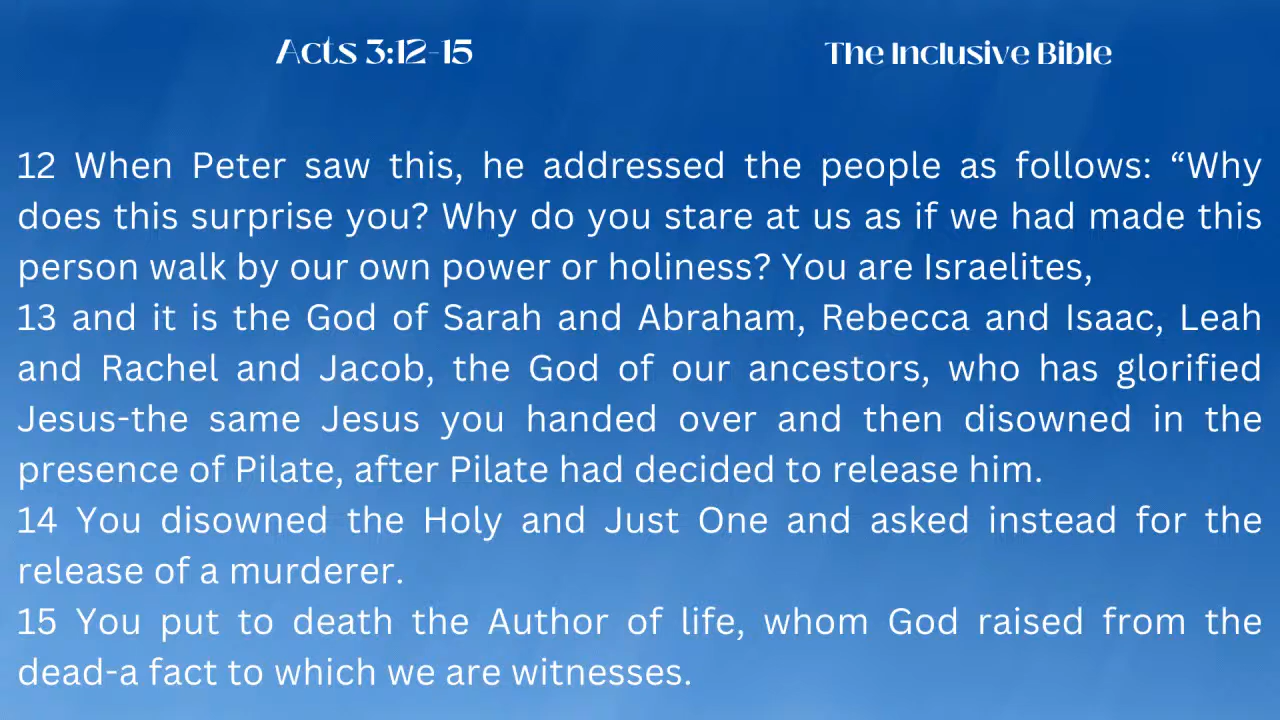 Acts 3:12-15
The Inclusive Bible
12 When Peter saw this, he addressed the people as follows: “Why
does this surprise you? Why do you stare at us as if we had made this
person walk by our own power or holiness? You are Israelites,
13 and it is the God of Sarah and Abraham, Rebecca and Isaac, Leah
and Rachel and Jacob, the God of our ancestors, who has glorified
Jesus-the same Jesus you handed over and then disowned in the
presence of Pilate, after Pilate had decided to release him.
14 You disowned the Holy and Just One and asked instead for the
release of a murderer.
15 You put to death the Author of life, whom God raised from the
dead-a fact to which we are witnesses.